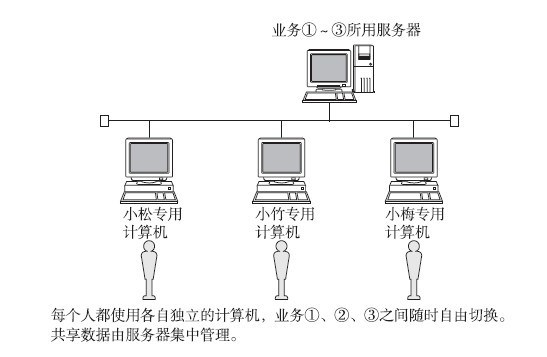 业务①~③所用服务器
小松专用
计算机
小竹专用
计算机
小梅专用
计算机
每个人都使用各自独立的计算机，业务①、②、③之间随时自由切换。
共享数据由服务器集中管理。